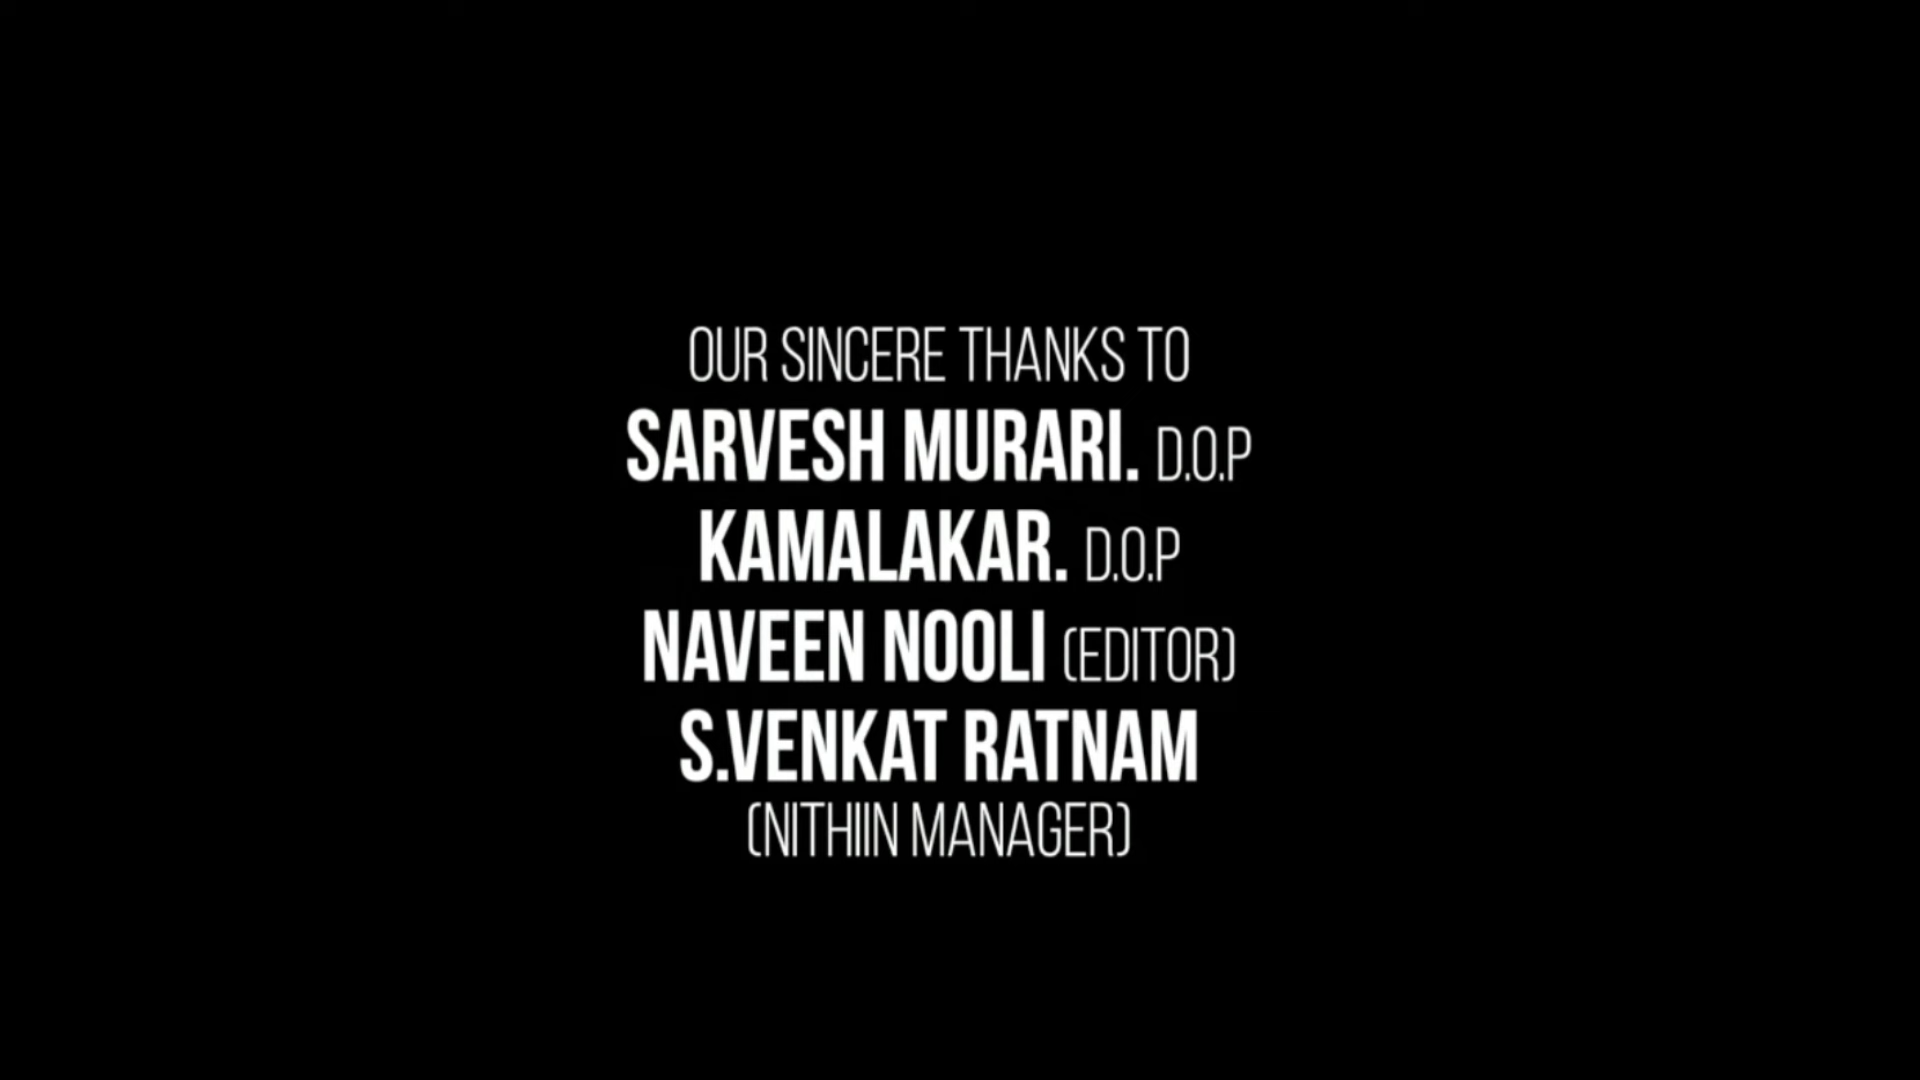 OUR SINCERE THANKS TO
SARVESH MURARI. D.O.P
KAMALAKAR. D.O.P
NAVEEN NOOLI (EDITOR)
S.VENKAT RATNAM
(NITHIIN MANAGER)